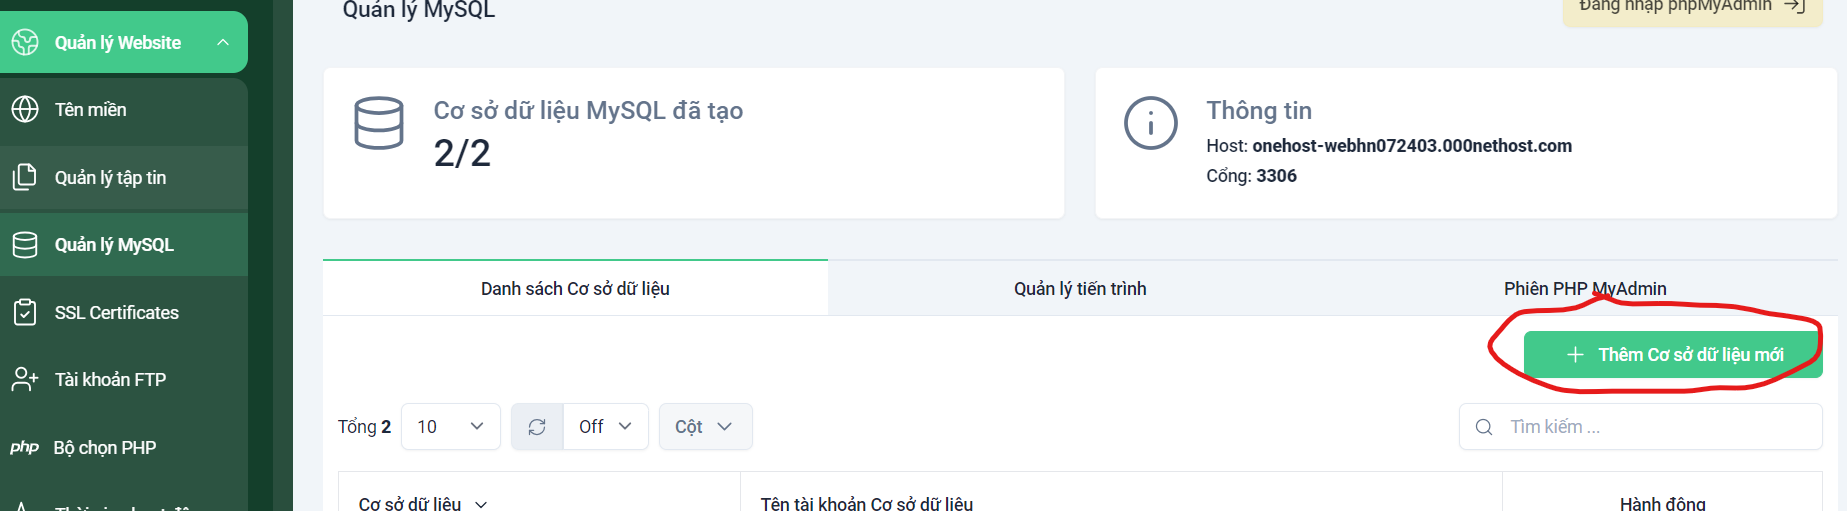 Quản lý MySQL
Đăng nhập phpMyAdmin
Quản lý Website
Tên miền
Quản lý tập tin
Quản lý MySQL
SSL Certificates
Tài khoản FTP
php Bộ chọn PHP
Cơ sở dữ liệu MySQL đã tạo
2/2
Thông tin
Host: onehost-webhn072403.000nethost.com
Cổng: 3306
Danh sách Cơ sở dữ liệu
Quản lý tiến trình
Phiên PHP MyAdmin
Thêm Cơ sở dữ liệu mới
Tổng 2
10
Off
Cột
Tìm kiếm ...
Cơ sở dữ liệu
Tên tài khoản Cơ sở dữ liệu
Hành động